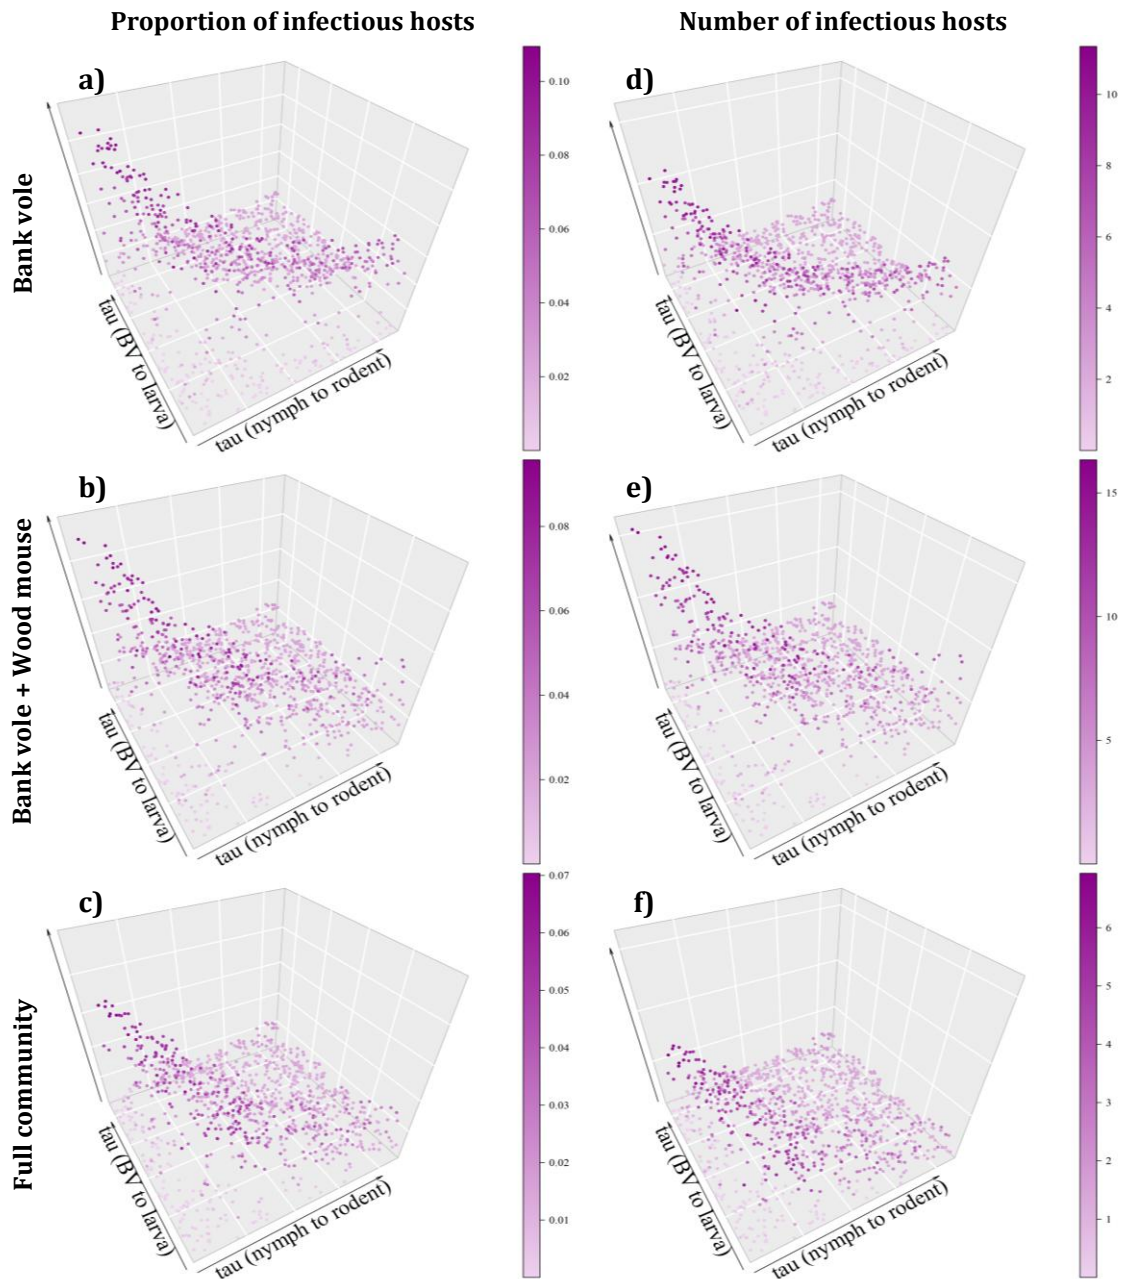 Proportion of infectious hosts
Number of infectious hosts
Bank vole
a)
tau (BV to larva)
tau (nymph to rodent)
0.10
0.08
0.06
0.04
0.02
d)
tau (BV to larva)
tau (nymph to rodent)
10
8
6
4
2
Bank vole + Wood mouse
b)
tau (BV to larva)
tau (nymph to rodent)
0.08
0.06
0.04
0.02
e)
tau (BV to larva)
tau (nymph to rodent)
15
10
5
Full community
c)
tau (BV to larva)
tau (nymph to rodent)
0.07
0.06
0.05
0.04
0.03
0.02
0.01
f)
tau (BV to larva)
tau (nymph to rodent)
6
5
4
3
2
1